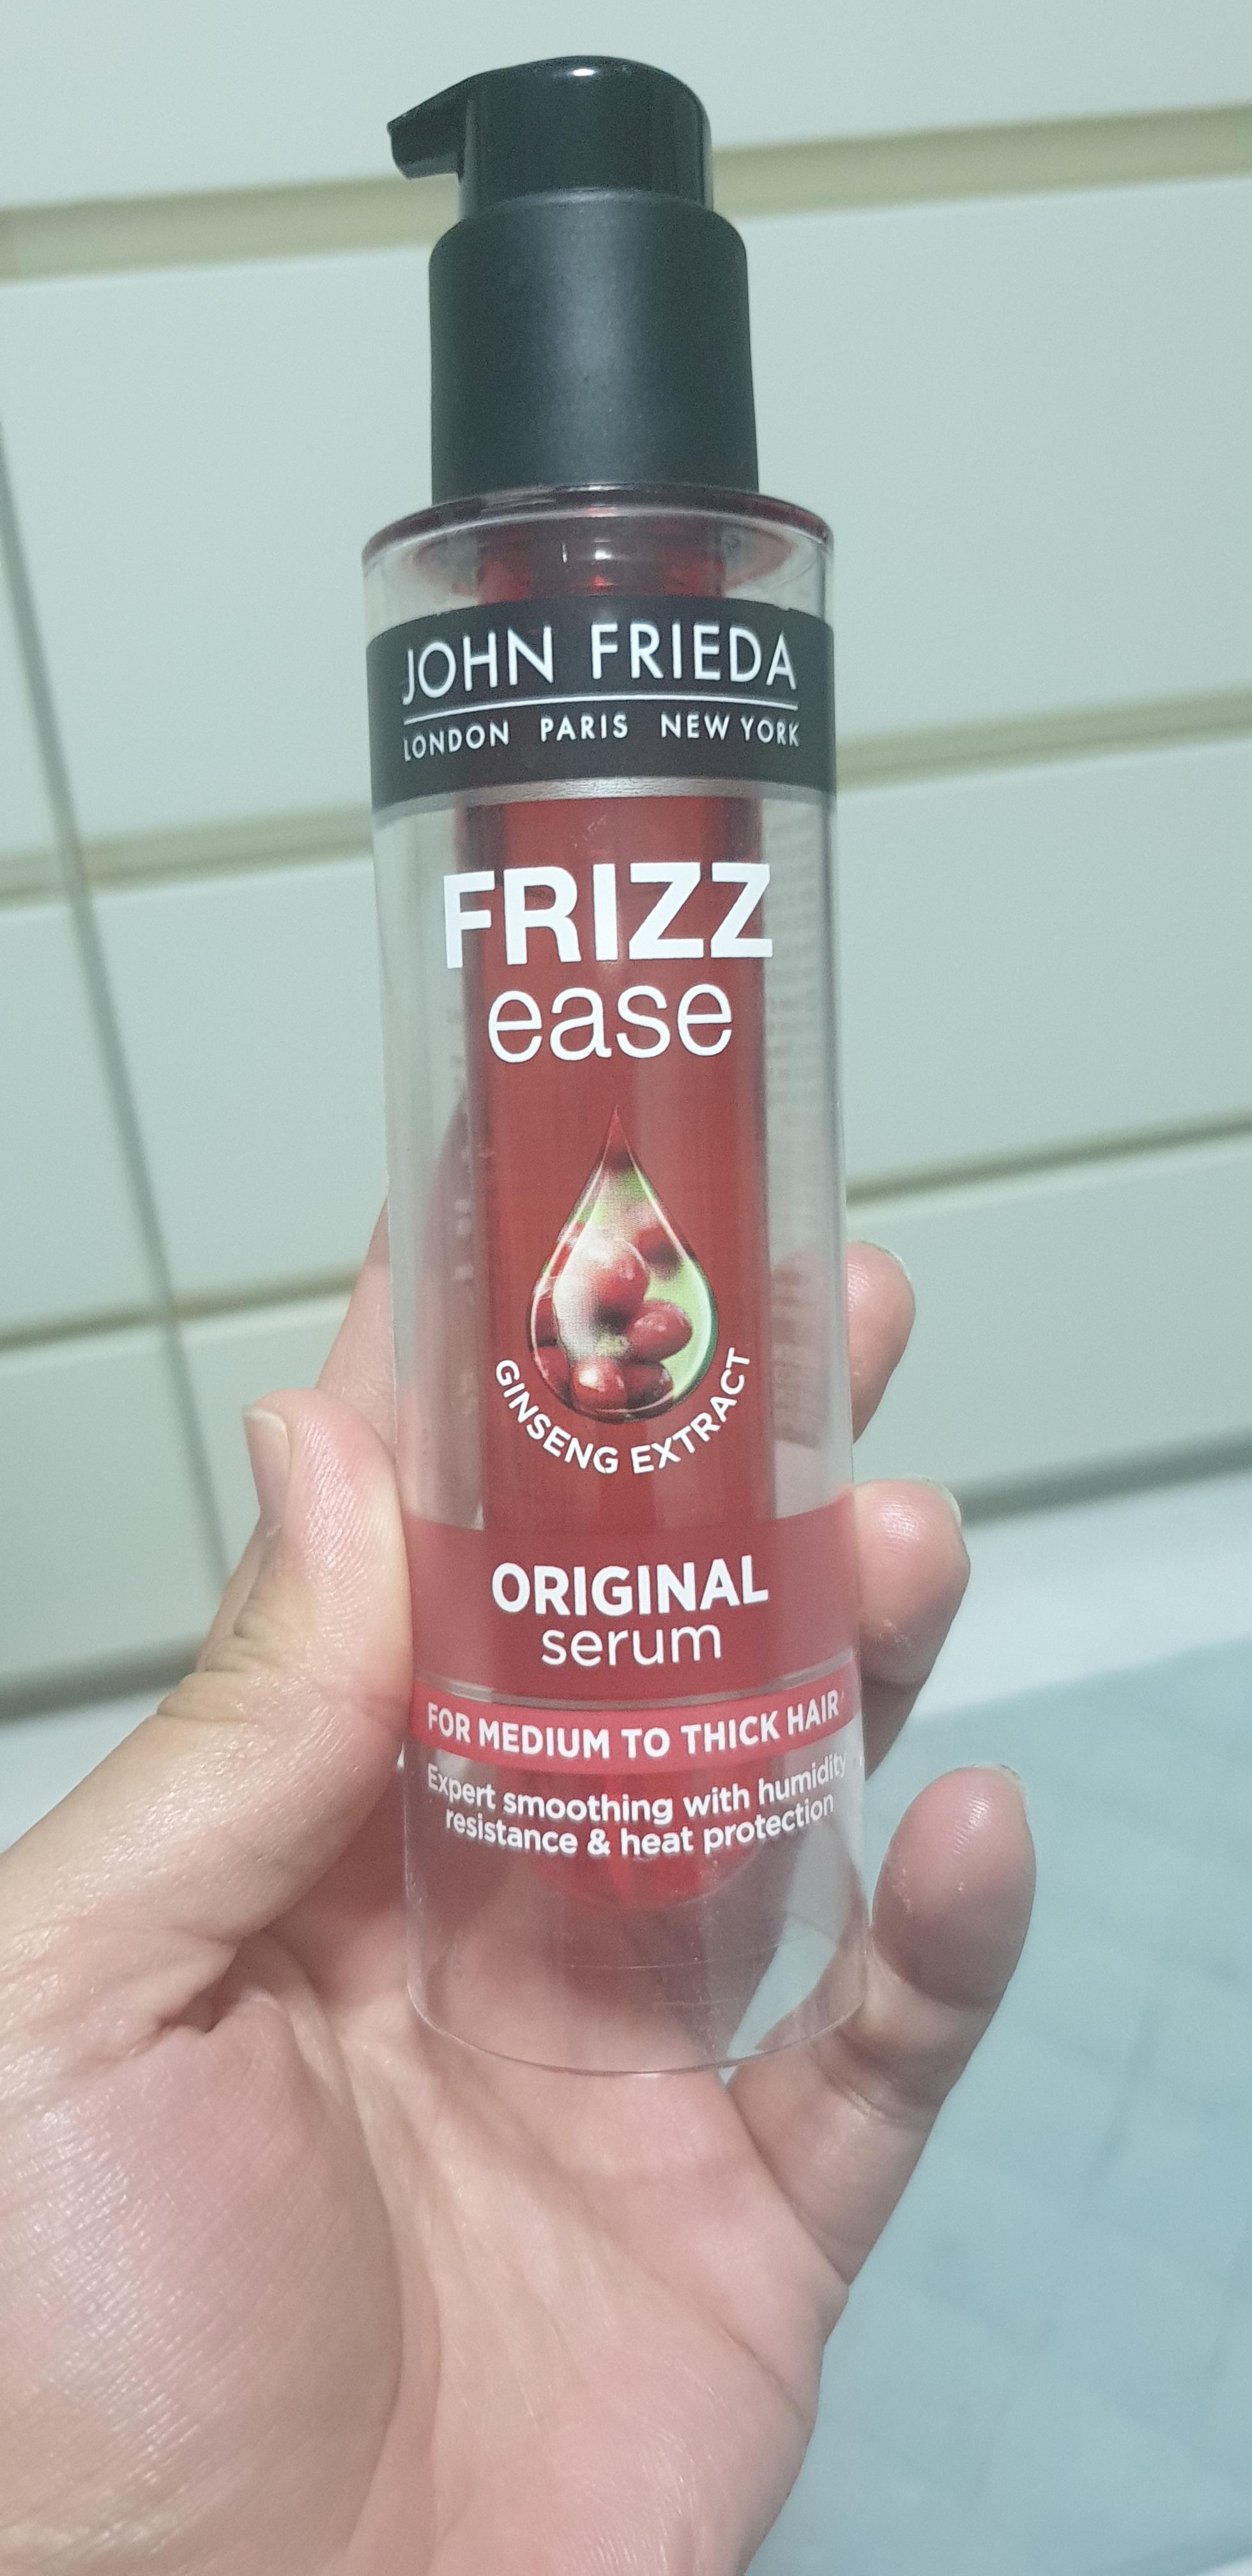 JOHN FRIEDA
LONDON PARIS NEW YORK
FRIZZ
ease
GINSENG EXTRACT
ORIGINAL
serum
FOR MEDIUM TO THICK HAIR
Expert smoothing with humidity
resistance & heat protection